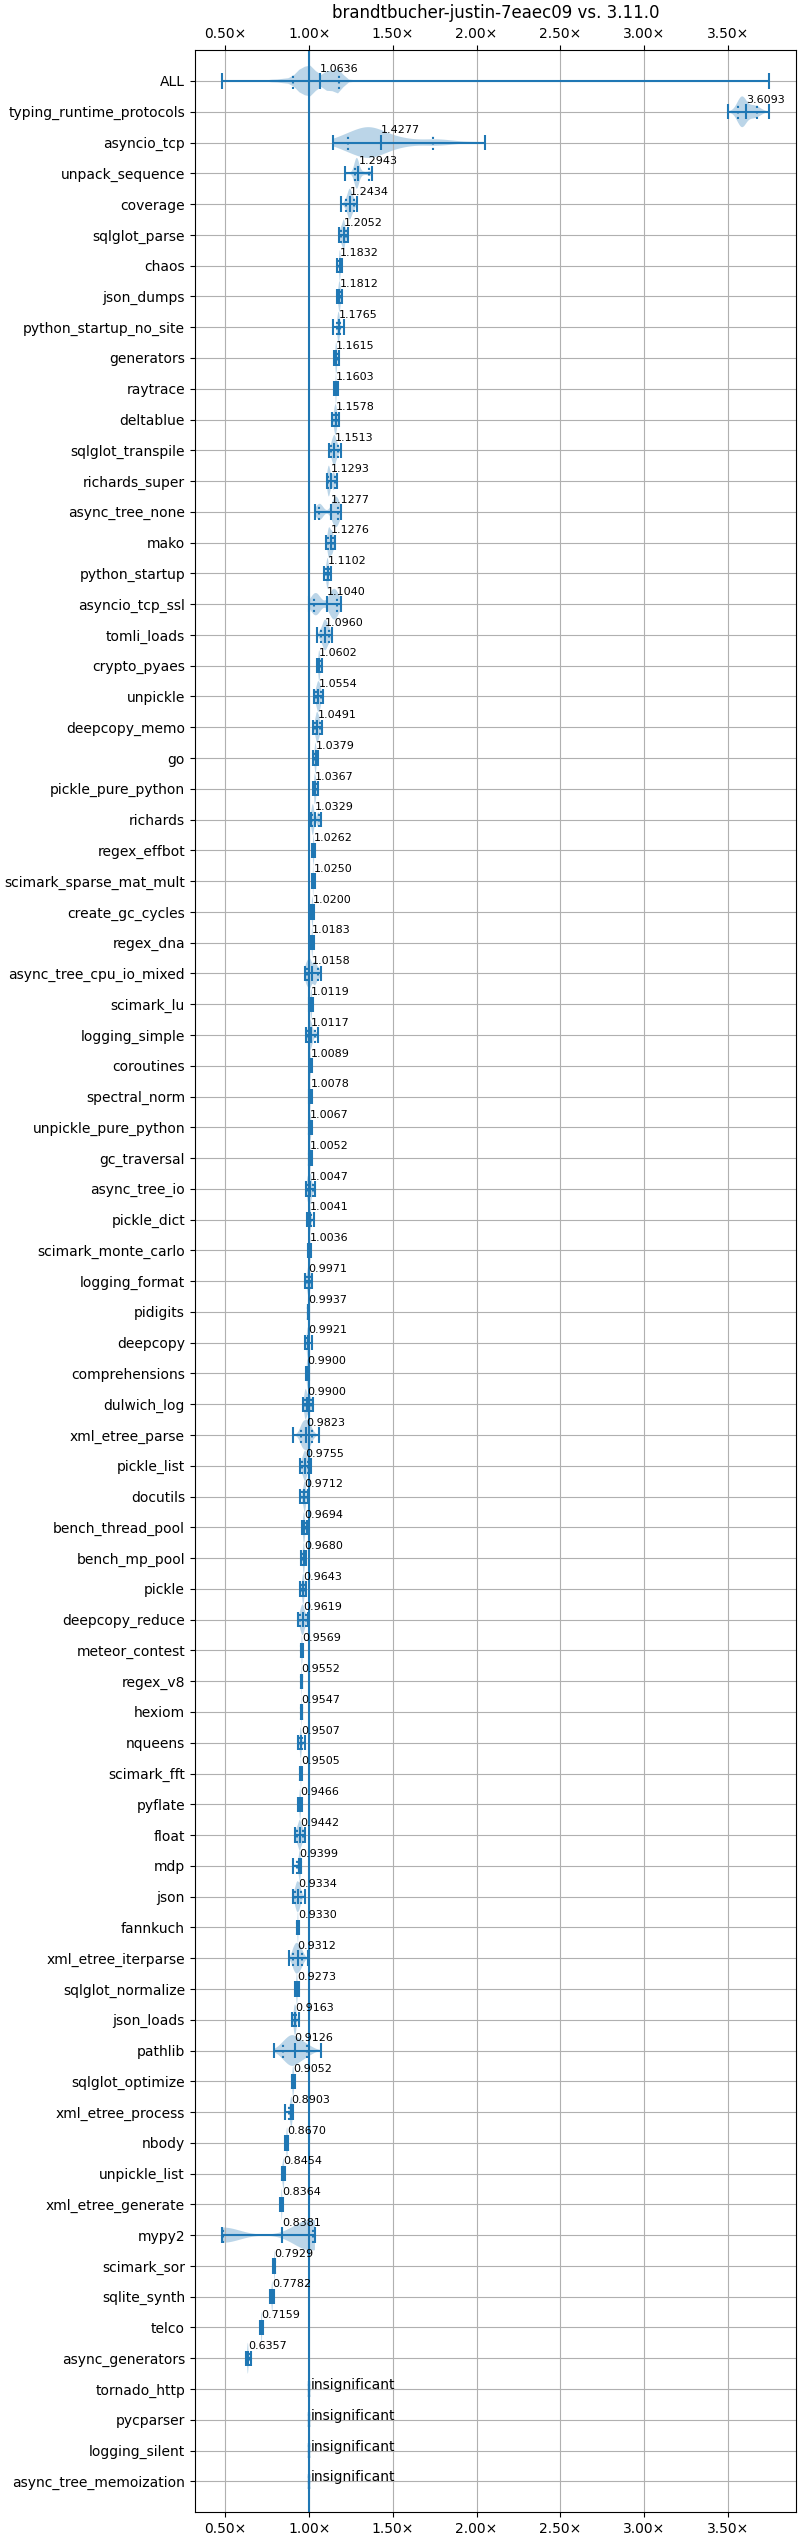 brandtbucher-justin-7eaec09 vs. 3.11.0
0.50× 1.00× 1.50× 2.00× 2.50× 3.00× 3.50×
ALL 1.0636
typing_runtime_protocols 3.6093
asyncio_tcp 1.4277
unpack_sequence 1.2943
coverage 1.2434
sqlglot_parse 1.2052
chaos 1.1832
json_dumps 1.1812
python_startup_no_site 1.1765
generators 1.1615
raytrace 1.1603
deltablue 1.1578
sqlglot_transpile 1.1513
richards_super 1.1293
async_tree_none 1.1277
mako 1.1276
python_startup 1.1102
asyncio_tcp_ssl 1.1040
tomli_loads 1.0960
crypto_pyaes 1.0602
unpickle 1.0554
deepcopy_memo 1.0491
go 1.0379
pickle_pure_python 1.0367
richards 1.0329
regex_effbot 1.0262
scimark_sparse_mat_mult 1.0250
create_gc_cycles 1.0200
regex_dna 1.0183
async_tree_cpu_io_mixed 1.0158
scimark_lu 1.0119
logging_simple 1.0117
coroutines 1.0089
spectral_norm 1.0078
unpickle_pure_python 1.0067
gc_traversal 1.0052
async_tree_io 1.0047
pickle_dict 1.0041
scimark_monte_carlo 1.0036
logging_format 0.9971
pidigits 0.9937
deepcopy 0.9921
comprehensions 0.9900
dulwich_log 0.9900
xml_etree_parse 0.9823
pickle_list 0.9755
docutils 0.9712
bench_thread_pool 0.9694
bench_mp_pool 0.9680
pickle 0.9643
deepcopy_reduce 0.9619
meteor_contest 0.9569
regex_v8 0.9552
hexiom 0.9547
nqueens 0.9507
scimark_fft 0.9505
pyflate 0.9466
float 0.9442
mdp 0.9399
json 0.9334
fannkuch 0.9330
xml_etree_iterparse 0.9312
sqlglot_normalize 0.9273
json_loads 0.9163
pathlib 0.9126
sqlglot_optimize 0.9052
xml_etree_process 0.8903
nbody 0.8670
unpickle_list 0.8454
xml_etree_generate 0.8364
mypy2 0.8381
scimark_sor 0.7929
sqlite_synth 0.7782
telco 0.7159
async_generators 0.6357
tornado_http insignificant
pycparser insignificant
logging_silent insignificant
async_tree_memoization insignificant
0.50× 1.00× 1.50× 2.00× 2.50× 3.00× 3.50×